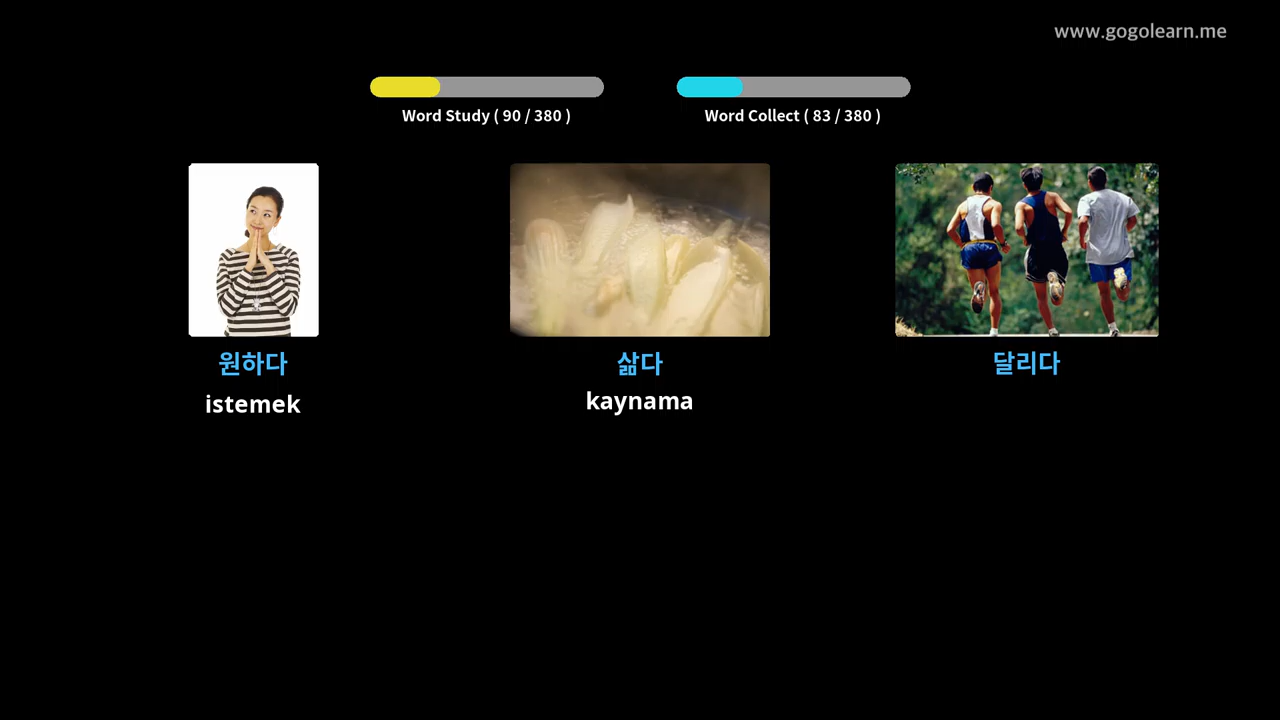 www.gogolearn.me
Word Study ( 90 / 380 )
Word Collect ( 83 / 380 )
원하다
삶다
달리다
istemek
kaynama